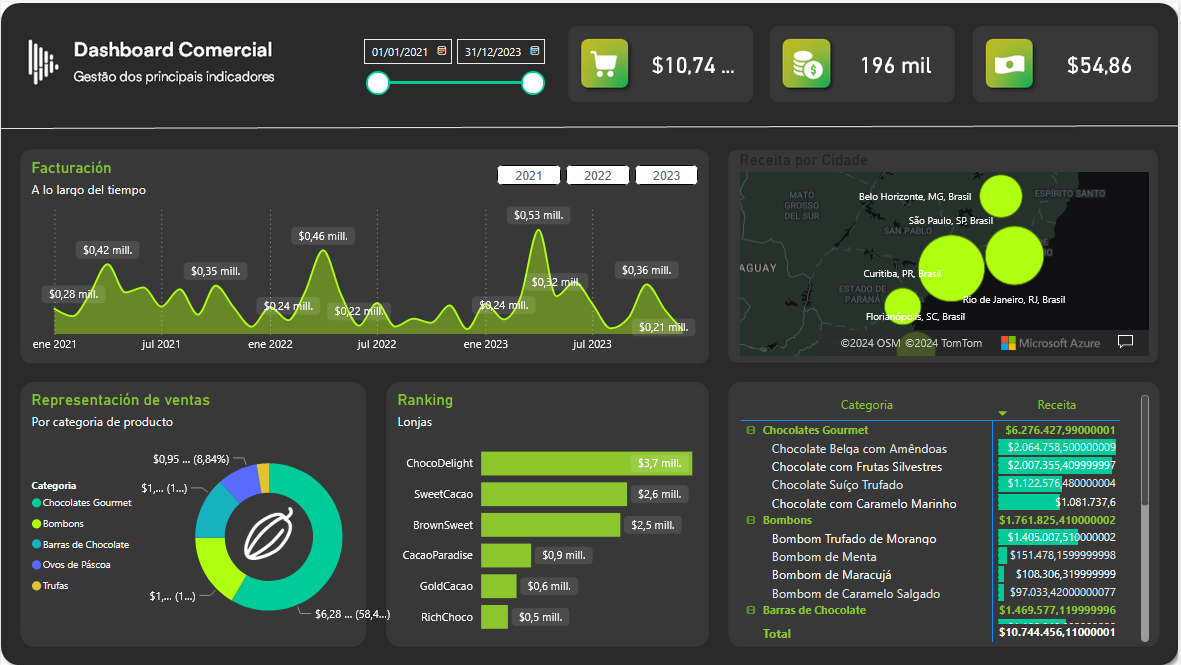 Dashboard Comercial
Gestão dos principais indicadores
01/01/2021
31/12/2023
$10,74 ...
196 mil
$54,86
Facturación
A lo largo del tiempo
2021
2022
2023
$0,28 mill.
$0,42 mill.
$0,35 mill.
$0,24 mill.
$0,46 mill.
$0,22 mill.
$0,24 mill.
$0,53 mill.
$0,32 mill.
$0,36 mill.
$0,21 mill.
ene 2021
jul 2021
ene 2022
jul 2022
ene 2023
jul 2023
Receita por Cidade
MATO
GROSSO
DEL SUR
Belo Horizonte, MG, Brasil
ESPÍRITO SANTO
São Paulo, SP, Brasil
SAN PABLO
AGUAY
Curitiba, PR, Brasil
ESTADO DE
PARANÁ
Rio de Janeiro, RJ, Brasil
Florianópolis, SC, Brasil
©2024 OSM ©2024 TomTom
Microsoft Azure
Representación de ventas
Por categoria de producto
Categoria
Chocolates Gourmet
Bombons
Barras de Chocolate
Ovos de Páscoa
Trufas
$0,95 ... (8,84%)
$1,... (1...)
$1,... (1...)
$6,28 ... (58,4...)
Ranking
Lonjas
ChocoDelight
$3,7 mill.
SweetCacao
$2,6 mill.
BrownSweet
$2,5 mill.
CacaoParadise
$0,9 mill.
GoldCacao
$0,6 mill.
RichChoco
$0,5 mill.
Categoria Receita
Chocolates Gourmet $6.276.427,99000001
Chocolate Belga com Amêndoas $2.064.758,500000009
Chocolate com Frutas Silvestres $2.007.355,409999997
Chocolate Suíço Trufado $1.122.576,480000004
Chocolate com Caramelo Marinho $1.081.737,6
Bombons $1.761.825,410000002
Bombom Trufado de Morango $1.405.007,510000002
Bombom de Menta $151.478,1599999998
Bombom de Maracujá $108.306,319999999
Bombom de Caramelo Salgado $97.033,42000000077
Barras de Chocolate $1.469.577,119999996
Total $10.744.456,11000001